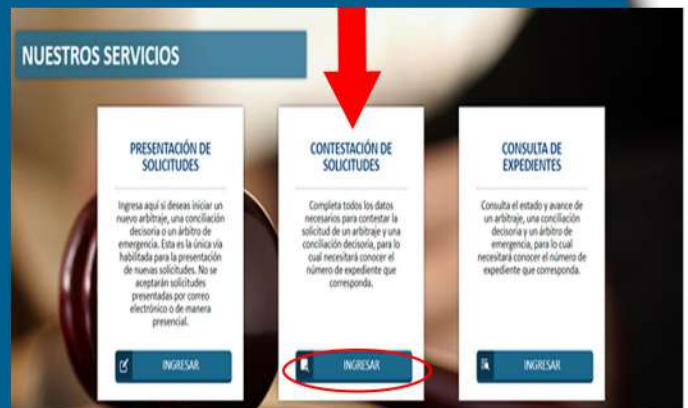 NUESTROS SERVICIOS
PRESENTACIÓN DE
SOLICITUDES
Ingresa aquí si deseas iniciar un
nuevo arbitraje, una conciliación
decisoria o un árbitro de
emergencia. Esta es la única vía
habilitada para la presentación
de nuevas solicitudes. No se
aceptarán solicitudes
presentadas por correo
electrónico o de manera
presencial.
INGRESAR
CONTESTACIÓN DE
SOLICITUDES
Completa todos los datos
necesarios para contestar la
solicitud de un arbitraje y una
conciliación decisoria, para lo
cual necesitará conocer el
número de expediente que
corresponda.
INGRESAR
CONSULTA DE
EXPEDIENTES
Consulta el estado y avance de
un arbitraje, una conciliación
decisoria y un árbitro de
emergencia, para lo cual
necesitará conocer el número de
expediente que corresponda.
INGRESAR